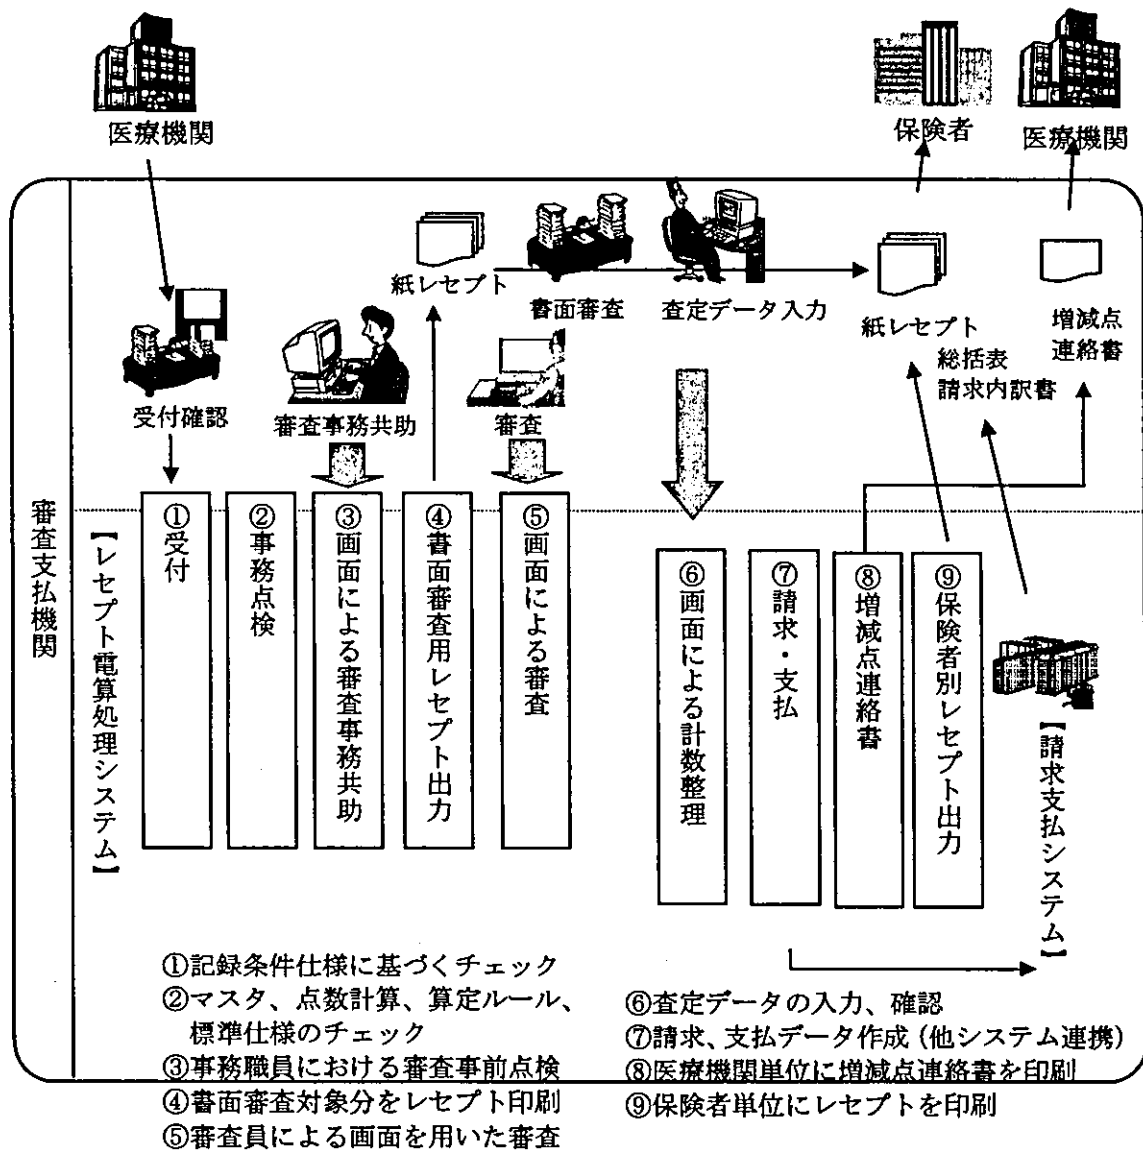 医療機関
保険者
医療機関
紙レセプト
書面審査
査定データ入力
紙レセプト
増減点
連絡書
総括表
請求内訳書
受付確認
審査事務共助
審査
審査支払機関
【レセプト電算処理システム】
①受付
②事務点検
③画面による審査事務共助
④書面審査用レセプト出力
⑤画面による審査
⑥画面による計数整理
⑦請求・支払
⑧増減点連絡書
⑨保険者別レセプト出力
【請求支払システム】
①記録条件仕様に基づくチェック
②マスタ、点数計算、算定ルール、
標準仕様のチェック
③事務職員における審査事前点検
④書面審査対象分をレセプト印刷
⑤審査員による画面を用いた審査
⑥査定データの入力、確認
⑦請求、支払データ作成（他システム連携）
⑧医療機関単位に増減点連絡書を印刷
⑨保険者単位にレセプトを印刷